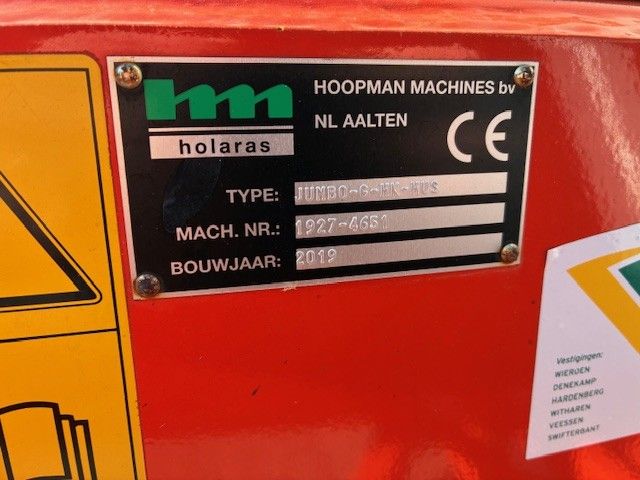 hm
holaras
HOOPMAN MACHINES bv
NL AALTEN
CE
TYPE: JUMBO-G-HK-HUS
MACH. NR.: 1927-4651
BOUWJAAR: 2019
Vestigingen:
WIERDEN
DENEKAMP
HARDENBERG
WITHAREN
VEESSEN
SWIFTERBANT